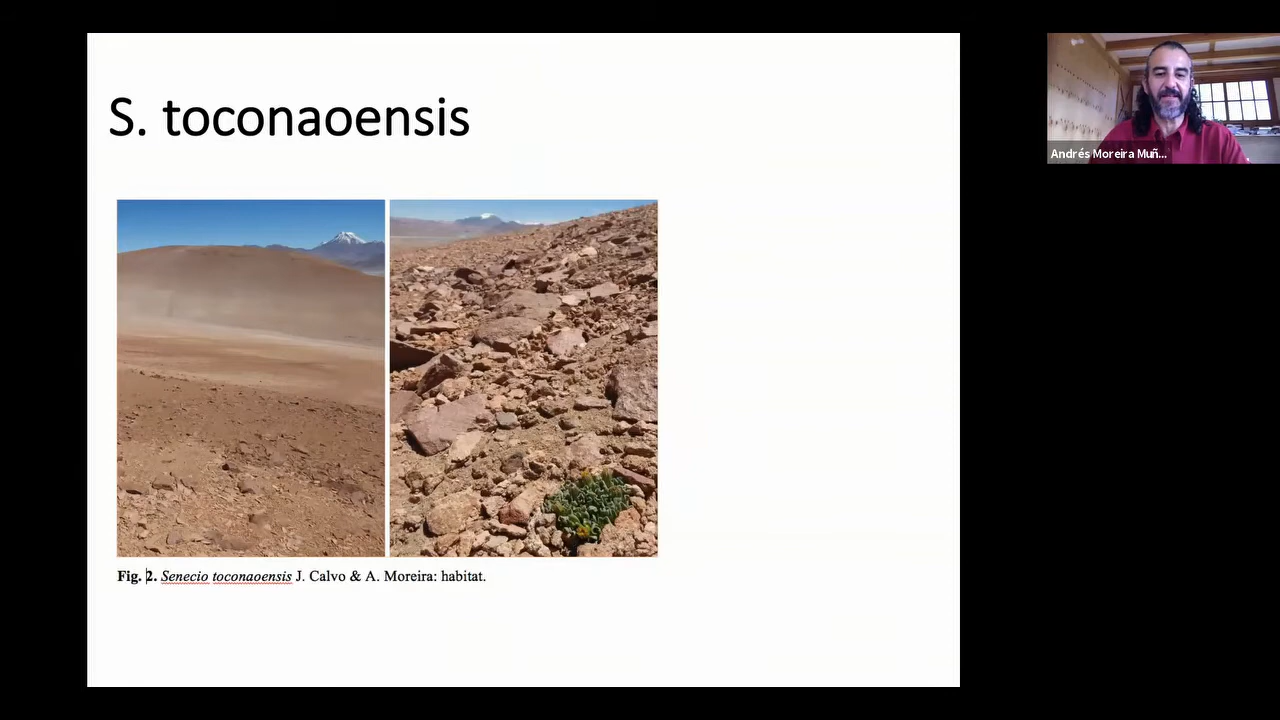 S. toconaoensis
Andrés Moreira Muñ...
Fig. 2. Senecio toconaoensis J. Calvo & A. Moreira: habitat.